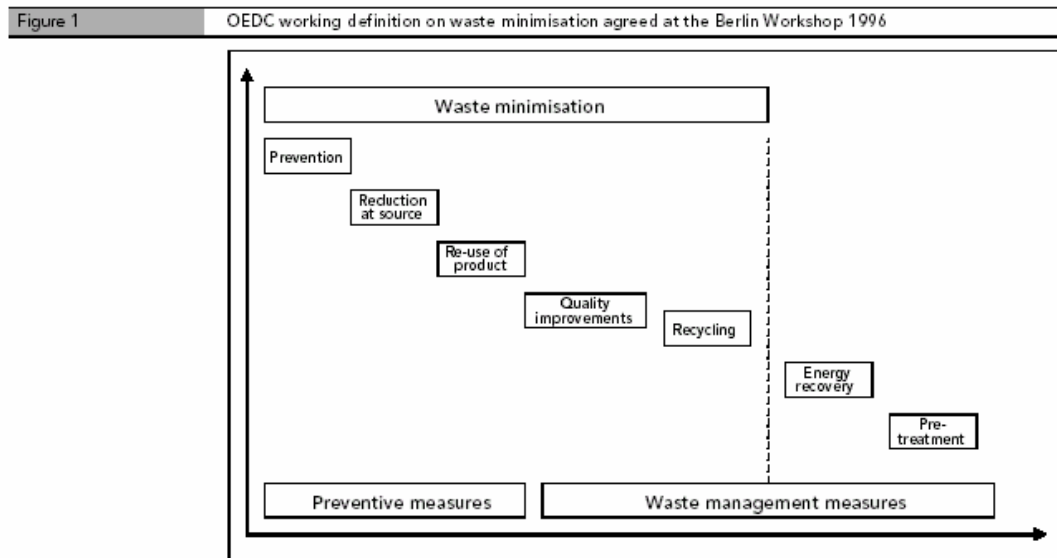 Figure 1
OEDC working definition on waste minimisation agreed at the Berlin Workshop 1996
Waste minimisation
Prevention
Reduction
at source
Re-use of
product
Quality
improvements
Recycling
Energy
recovery
Pre-
treatment
Preventive measures
Waste management measures